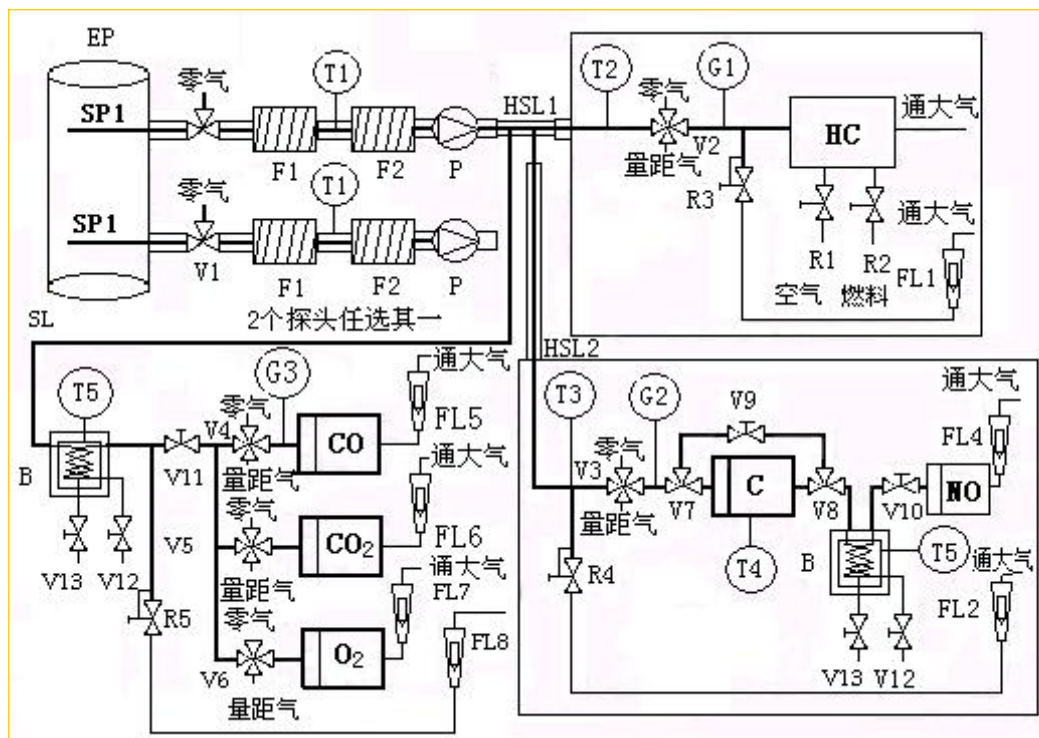 EP
零气
T1
SP1
F1
F2
P
HSL1
零气
T1
SP1
V1
F1
F2
P
SL
2个探头任选其一
T2
零气
G1
量距气
V2
HC
通大气
R3
R1
R2
空气
燃料
通大气
FL1
HSL2
T5
B
V13
V12
V11
R5
V4
零气
G3
量距气
CO
通大气
FL5
V5
零气
量距气
CO₂
通大气
FL6
V6
零气
量距气
O₂
通大气
FL7
FL8
T3
V3
零气
量距气
G2
V9
V7
C
T4
V8
V10
NO
通大气
FL4
B
T5
V13
V12
R4
通大气
FL2